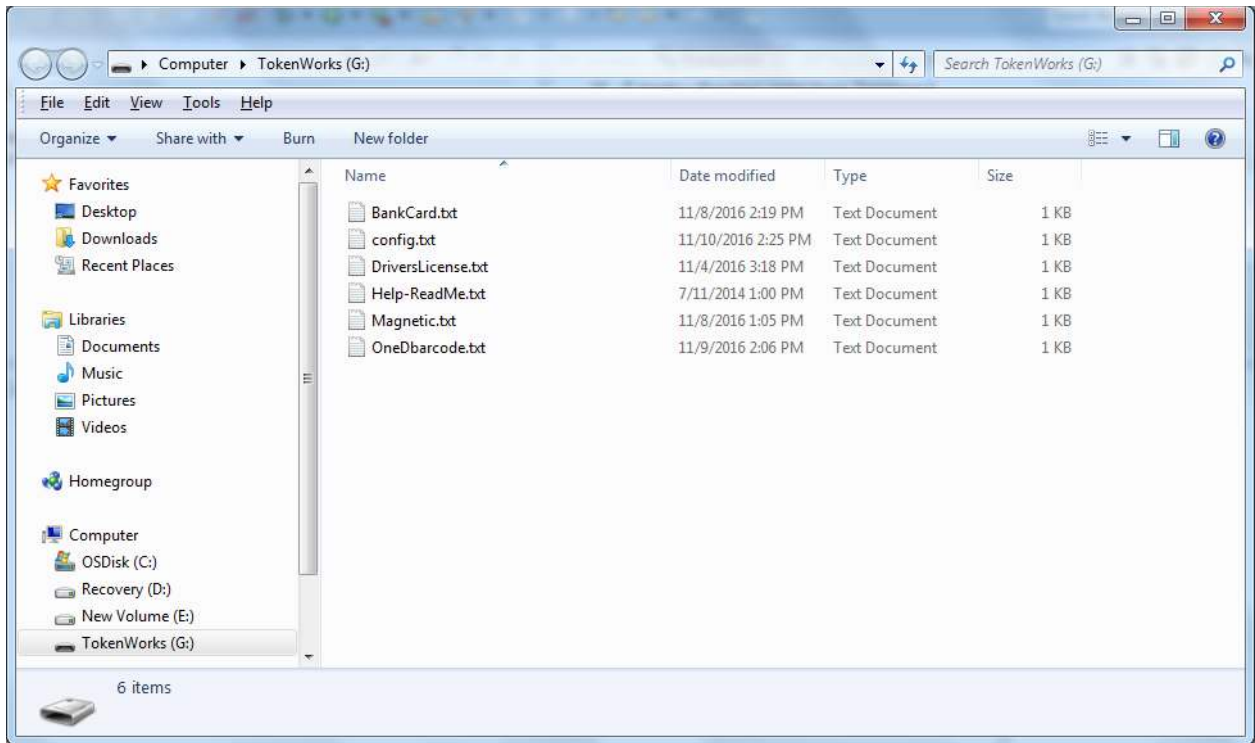 Computer ▸ TokenWorks (G:)
Search TokenWorks (G:)
File Edit View Tools Help
Organize Share with Burn New folder
Name Date modified Type Size
Favorites
Desktop
Downloads
Recent Places
Libraries
Documents
Music
Pictures
Videos
Homegroup
Computer
OSDisk (C:)
Recovery (D:)
New Volume (E:)
TokenWorks (G:)
BankCard.txt 11/8/2016 2:19 PM Text Document 1 KB
config.txt 11/10/2016 2:25 PM Text Document 1 KB
DriversLicense.txt 11/4/2016 3:18 PM Text Document 1 KB
Help-ReadMe.txt 7/11/2014 1:00 PM Text Document 1 KB
Magnetic.txt 11/8/2016 1:05 PM Text Document 1 KB
OneDbarcode.txt 11/9/2016 2:06 PM Text Document 1 KB
6 items